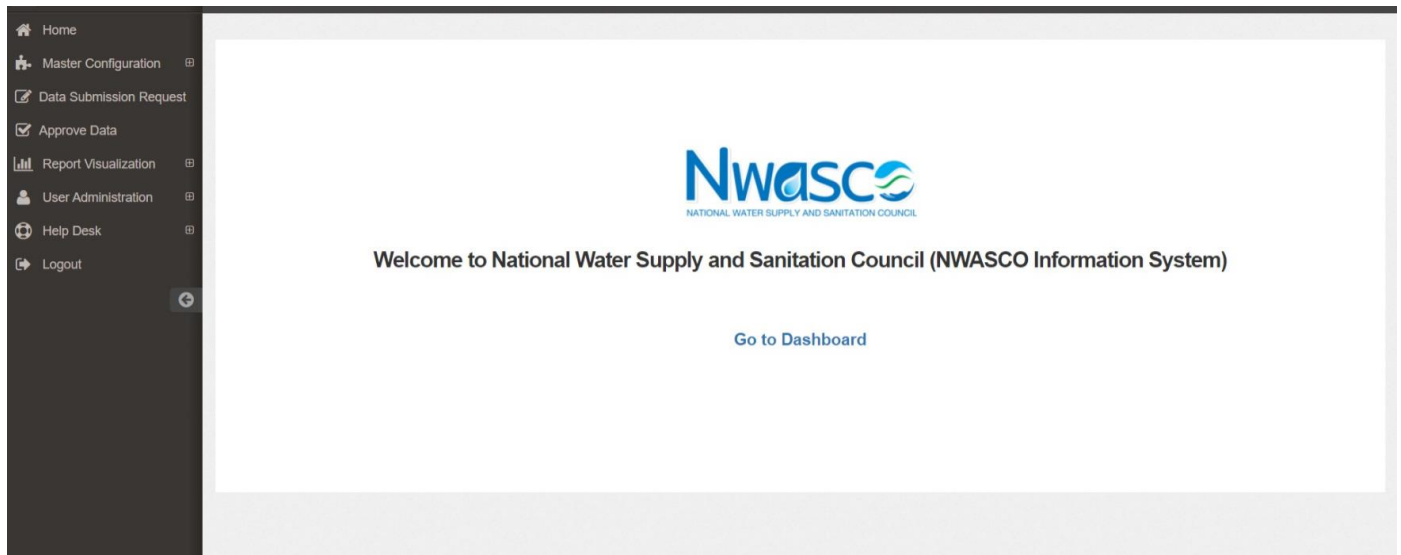 Home
Master Configuration
Data Submission Request
Approve Data
Report Visualization
User Administration
Help Desk
Logout
Nwasco
NATIONAL WATER SUPPLY AND SANITATION COUNCIL
Welcome to National Water Supply and Sanitation Council (NWASCO Information System)
Go to Dashboard